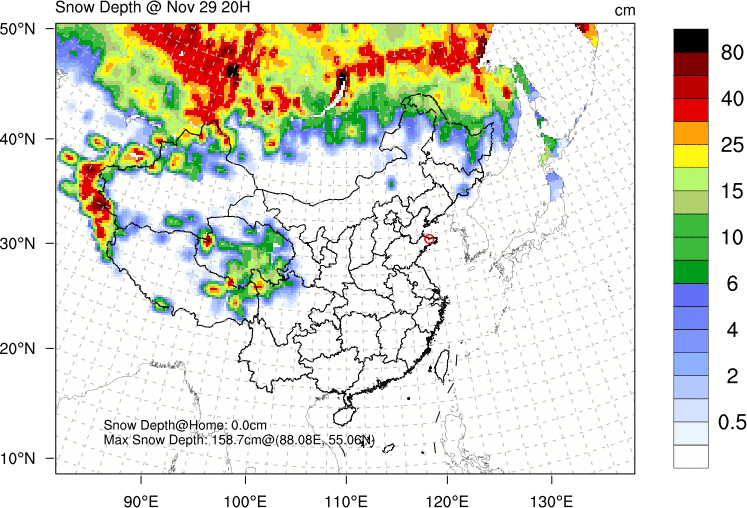 Snow Depth @ Nov 29 20H
cm
50°N
40°N
30°N
20°N
10°N
80
40
25
15
10
6
4
2
0.5
Snow Depth@Home: 0.0cm
Max Snow Depth: 158.7cm@(88.08E, 55.06N)
90°E 100°E 110°E 120°E 130°E